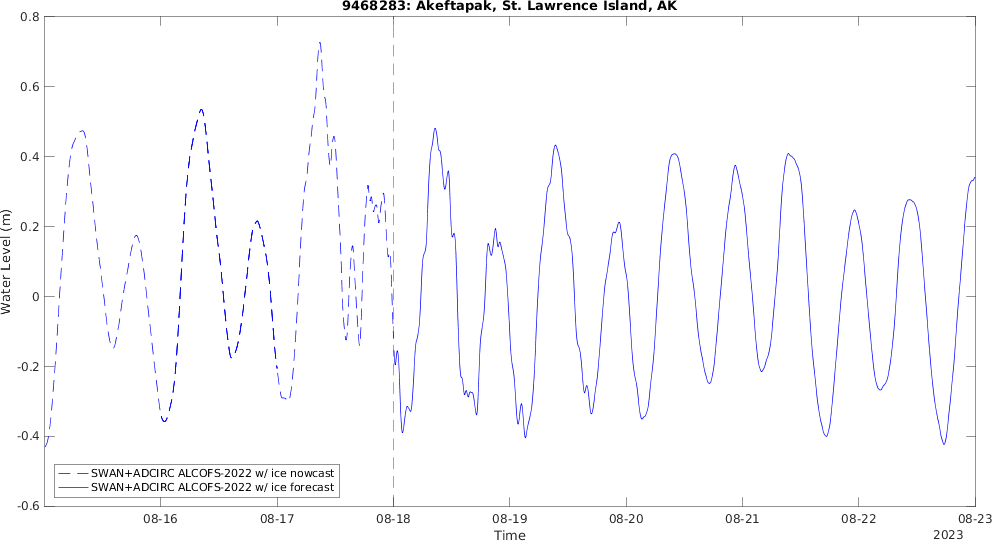 9468283: Akeftapak, St. Lawrence Island, AK
0.8
0.6
0.4
0.2
0
-0.2
-0.4
-0.6
Water Level (m)
SWAN+ADCIRC ALCOFS-2022 w/ ice nowcast
SWAN+ADCIRC ALCOFS-2022 w/ ice forecast
08-16 08-17 08-18 08-19 08-20 08-21 08-22 08-23
Time
2023